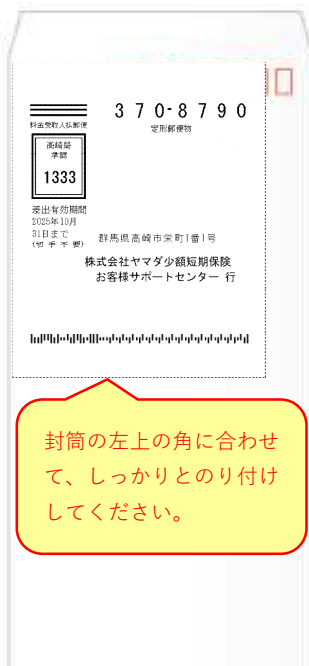 370-8790
料金受取人払郵便
定形郵便物
高崎局
承認
1333
差出有効期間
2025年10月
31日まで
(切手不要)
群馬県高崎市栄町1番1号
株式会社ヤマダ少額短期保険
お客様サポートセンター 行
封筒の左上の角に合わせ
て、しっかりとのり付け
してください。